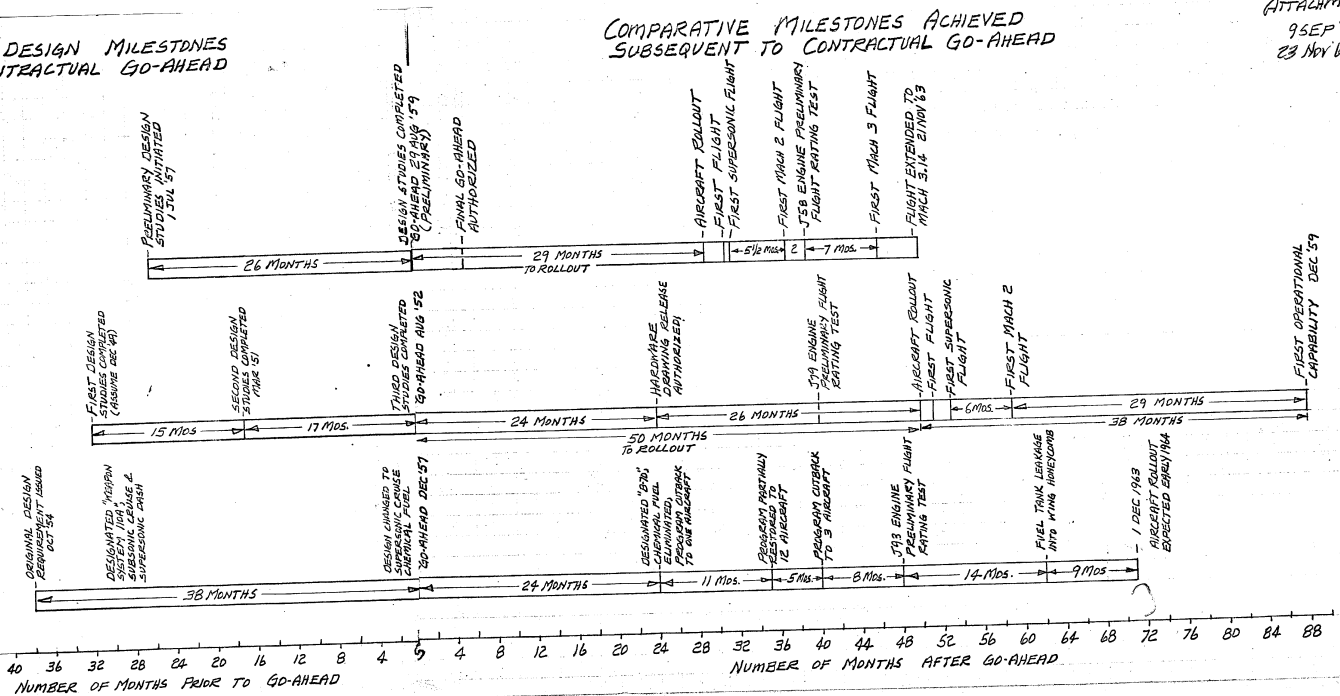 DESIGN MILESTONES
CONTRACTUAL GO-AHEAD
COMPARATIVE MILESTONES ACHIEVED
SUBSEQUENT TO CONTRACTUAL GO-AHEAD
9 SEP
23 NOV 6
PRELIMINARY DESIGN
STUDIES INITIATED
1 JUL '57
DESIGN STUDIES COMPLETED
GO-AHEAD 29 AUG '59
(PRELIMINARY)
FINAL GO-AHEAD
AUTHORIZED
AIRCRAFT ROLLOUT
FIRST FLIGHT
FIRST SUPERSONIC FLIGHT
FIRST MACH 2 FLIGHT
J58 ENGINE PRELIMINARY
FLIGHT RATING TEST
FIRST MACH 3 FLIGHT
FLIGHT EXTENDED TO
MACH 3.14 21 NOV '63
26 MONTHS
29 MONTHS
TO ROLLOUT
5 1/2 MOS.
2
7 MOS.
FIRST DESIGN
STUDIES COMPLETED
(ASSUME DEC '49)
SECOND DESIGN
STUDIES COMPLETED
MAR '51
THIRD DESIGN
STUDIES COMPLETED
GO-AHEAD AUG '52
HARDWARE
DRAWING RELEASE
AUTHORIZED
J79 ENGINE
PRELIMINARY FLIGHT
RATING TEST
AIRCRAFT ROLLOUT
FIRST FLIGHT
FIRST SUPERSONIC
FLIGHT
FIRST MACH 2
FLIGHT
FIRST OPERATIONAL
CAPABILITY DEC '59
15 MOS
17 MOS.
24 MONTHS
26 MONTHS
6 MOS.
29 MONTHS
50 MONTHS
TO ROLLOUT
38 MONTHS
ORIGINAL DESIGN
REQUIREMENT ISSUED
OCT '54
DESIGNATED "WEAPON
SYSTEM 110A",
SUBSONIC CRUISE &
SUPERSONIC DASH
DESIGN CHANGED TO
SUPERSONIC CRUISE
CHEMICAL FUEL
GO-AHEAD DEC '57
DESIGNATED "B-70",
CHEMICAL FUEL
ELIMINATED,
PROGRAM CUTBACK
TO ONE AIRCRAFT
PROGRAM PARTIALLY
RESTORED TO
12 AIRCRAFT
PROGRAM CUTBACK
TO 3 AIRCRAFT
J93 ENGINE
PRELIMINARY FLIGHT
RATING TEST
FUEL TANK LEAKAGE
INTO WING HONEYCOMB
1 DEC 1963
AIRCRAFT ROLLOUT
EXPECTED EARLY 1964
38 MONTHS
24 MONTHS
11 MOS.
5 MOS.
8 MOS.
14 MOS.
9 MOS
40 36 32 28 24 20 16 12 8 4 0 4 8 12 16 20 24 28 32 36 40 44 48 52 56 60 64 68 72 76 80 84 88
NUMBER OF MONTHS PRIOR TO GO-AHEAD
NUMBER OF MONTHS AFTER GO-AHEAD